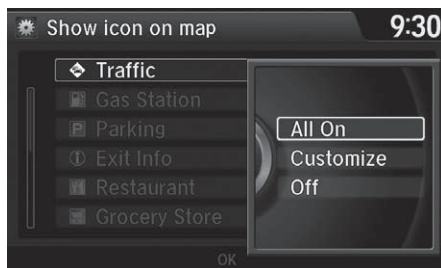 Show icon on map 9:30
Traffic
Gas Station
Parking
Exit Info
Restaurant
Grocery Store
All On
Customize
Off
OK